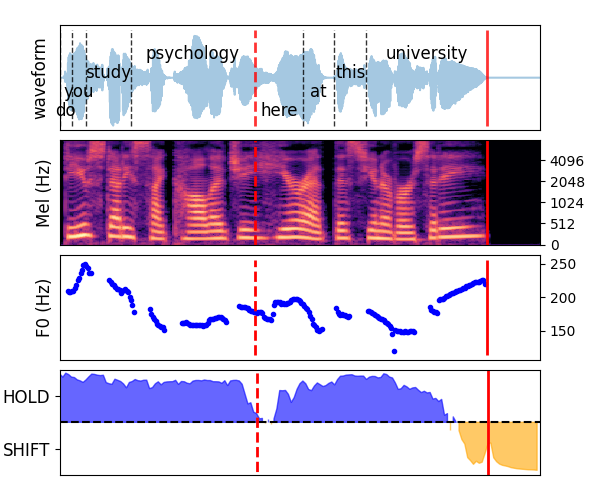 waveform
do you study psychology here at this university
Mel (Hz)
4096
2048
1024
512
0
F0 (Hz)
250
200
150
HOLD
SHIFT